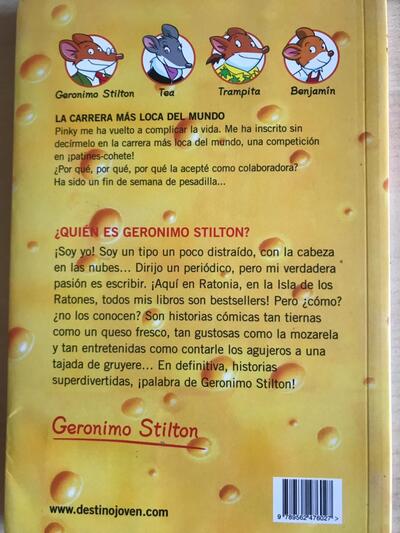 Geronimo Stilton Tea Trampita Benjamín
LA CARRERA MÁS LOCA DEL MUNDO
Pinky me ha vuelto a complicar la vida. Me ha inscrito sin
decírmelo en la carrera más loca del mundo, una competición
en ¡patines-cohete!
¿Por qué, por qué, por qué la acepté como colaboradora?
Ha sido un fin de semana de pesadilla...
¿QUIÉN ES GERONIMO STILTON?
¡Soy yo! Soy un tipo un poco distraído, con la cabeza
en las nubes... Dirijo un periódico, pero mi verdadera
pasión es escribir. ¡Aquí en Ratonia, en la Isla de los
Ratones, todos mis libros son bestsellers! Pero ¿cómo?
¿no los conocen? Son historias cómicas tan tiernas
como un queso fresco, tan gustosas como la mozarela
y tan entretenidas como contarle los agujeros a una
tajada de gruyere... En definitiva, historias
superdivertidas, ¡palabra de Geronimo Stilton!
Geronimo Stilton
www.destinojoven.com
9 789562 476027 >